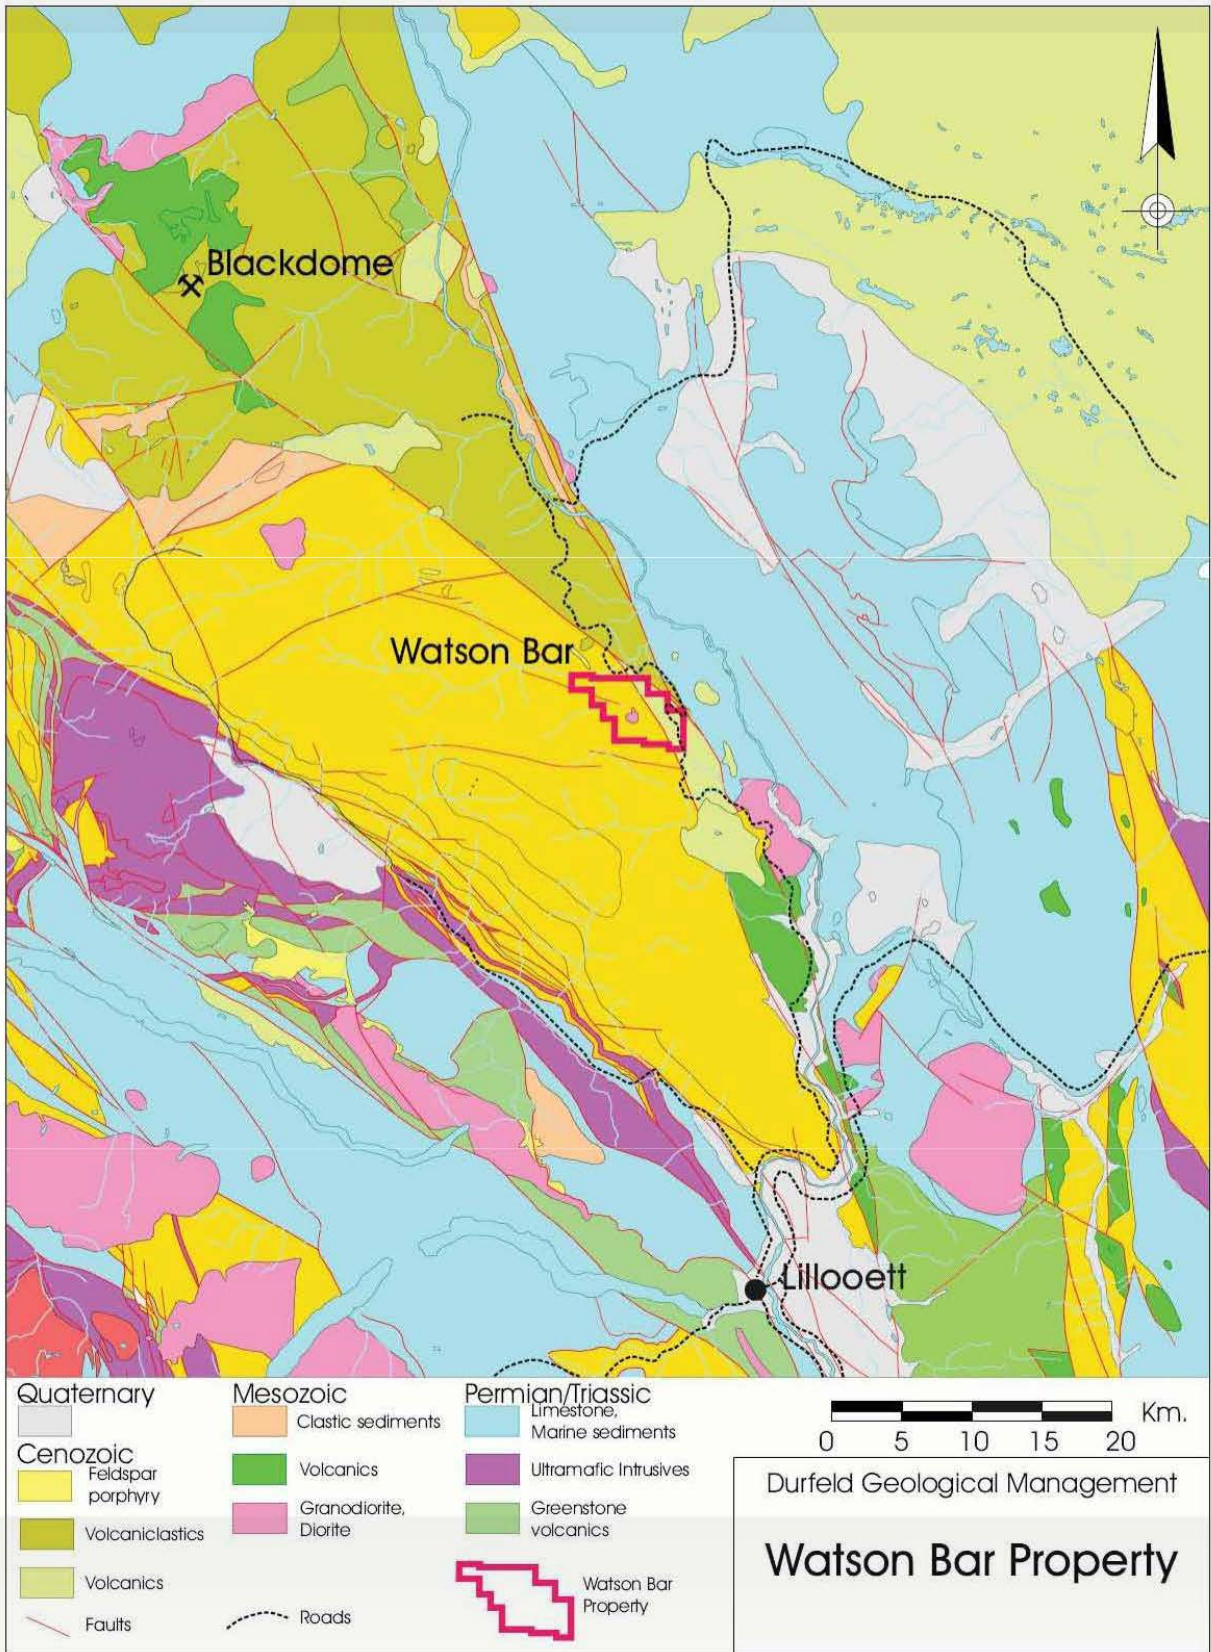 Blackdome
Watson Bar
Lillooett
Quaternary
Cenozoic
Feldspar
porphyry
Volcaniclastics
Volcanics
Faults
Mesozoic
Clastic sediments
Volcanics
Granodiorite,
Diorite
Roads
Permian/Triassic
Limestone,
Marine sediments
Ultramafic Intrusives
Greenstone
volcanics
Watson Bar
Property
Km.
0 5 10 15 20
Durfeld Geological Management
Watson Bar Property